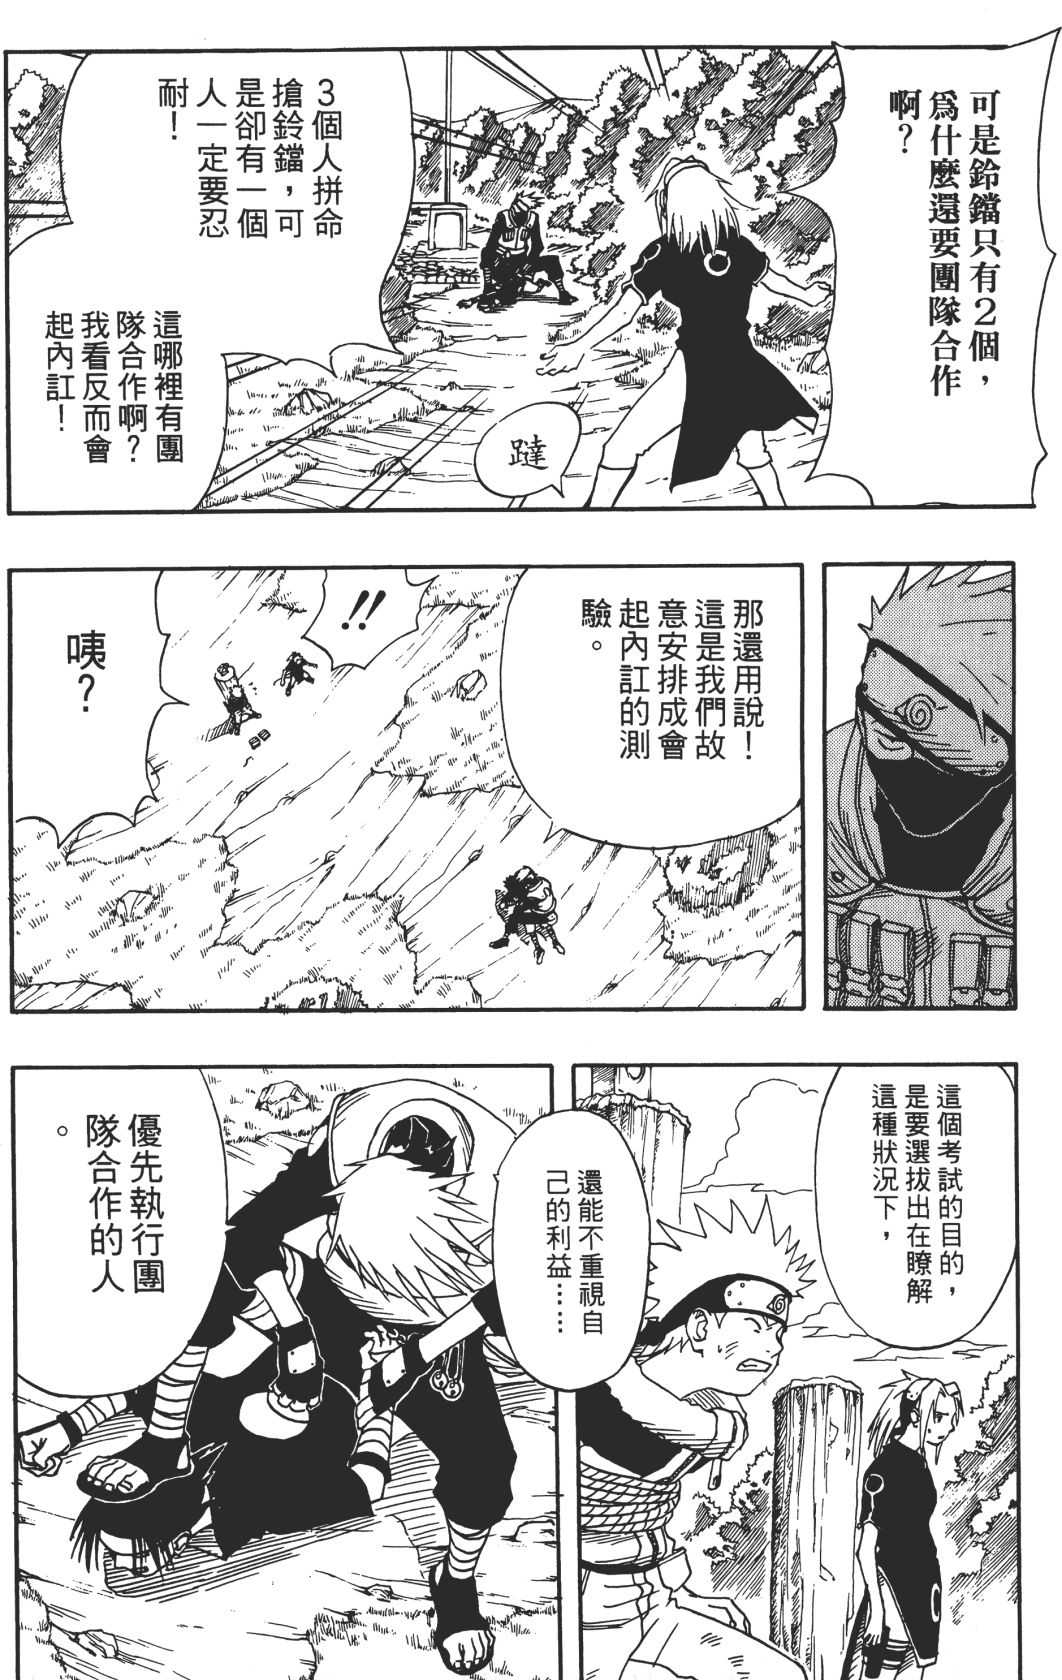 可是鈴鐺只有2個，
爲什麼還要團隊合作
啊？
3個人拼命
搶鈴鐺，可
是卻有一個
人一定要忍
耐！
這哪裡有團
隊合作啊？
我看反而會
起內訌！
躂
那還用說！
這是我們故
意安排成會
起內訌的測
驗。
!!
咦？
這個考試的目的，
是要選拔出在瞭解
這種狀況下，
還能不重視自
己的利益……
優先執行團
隊合作的人
。